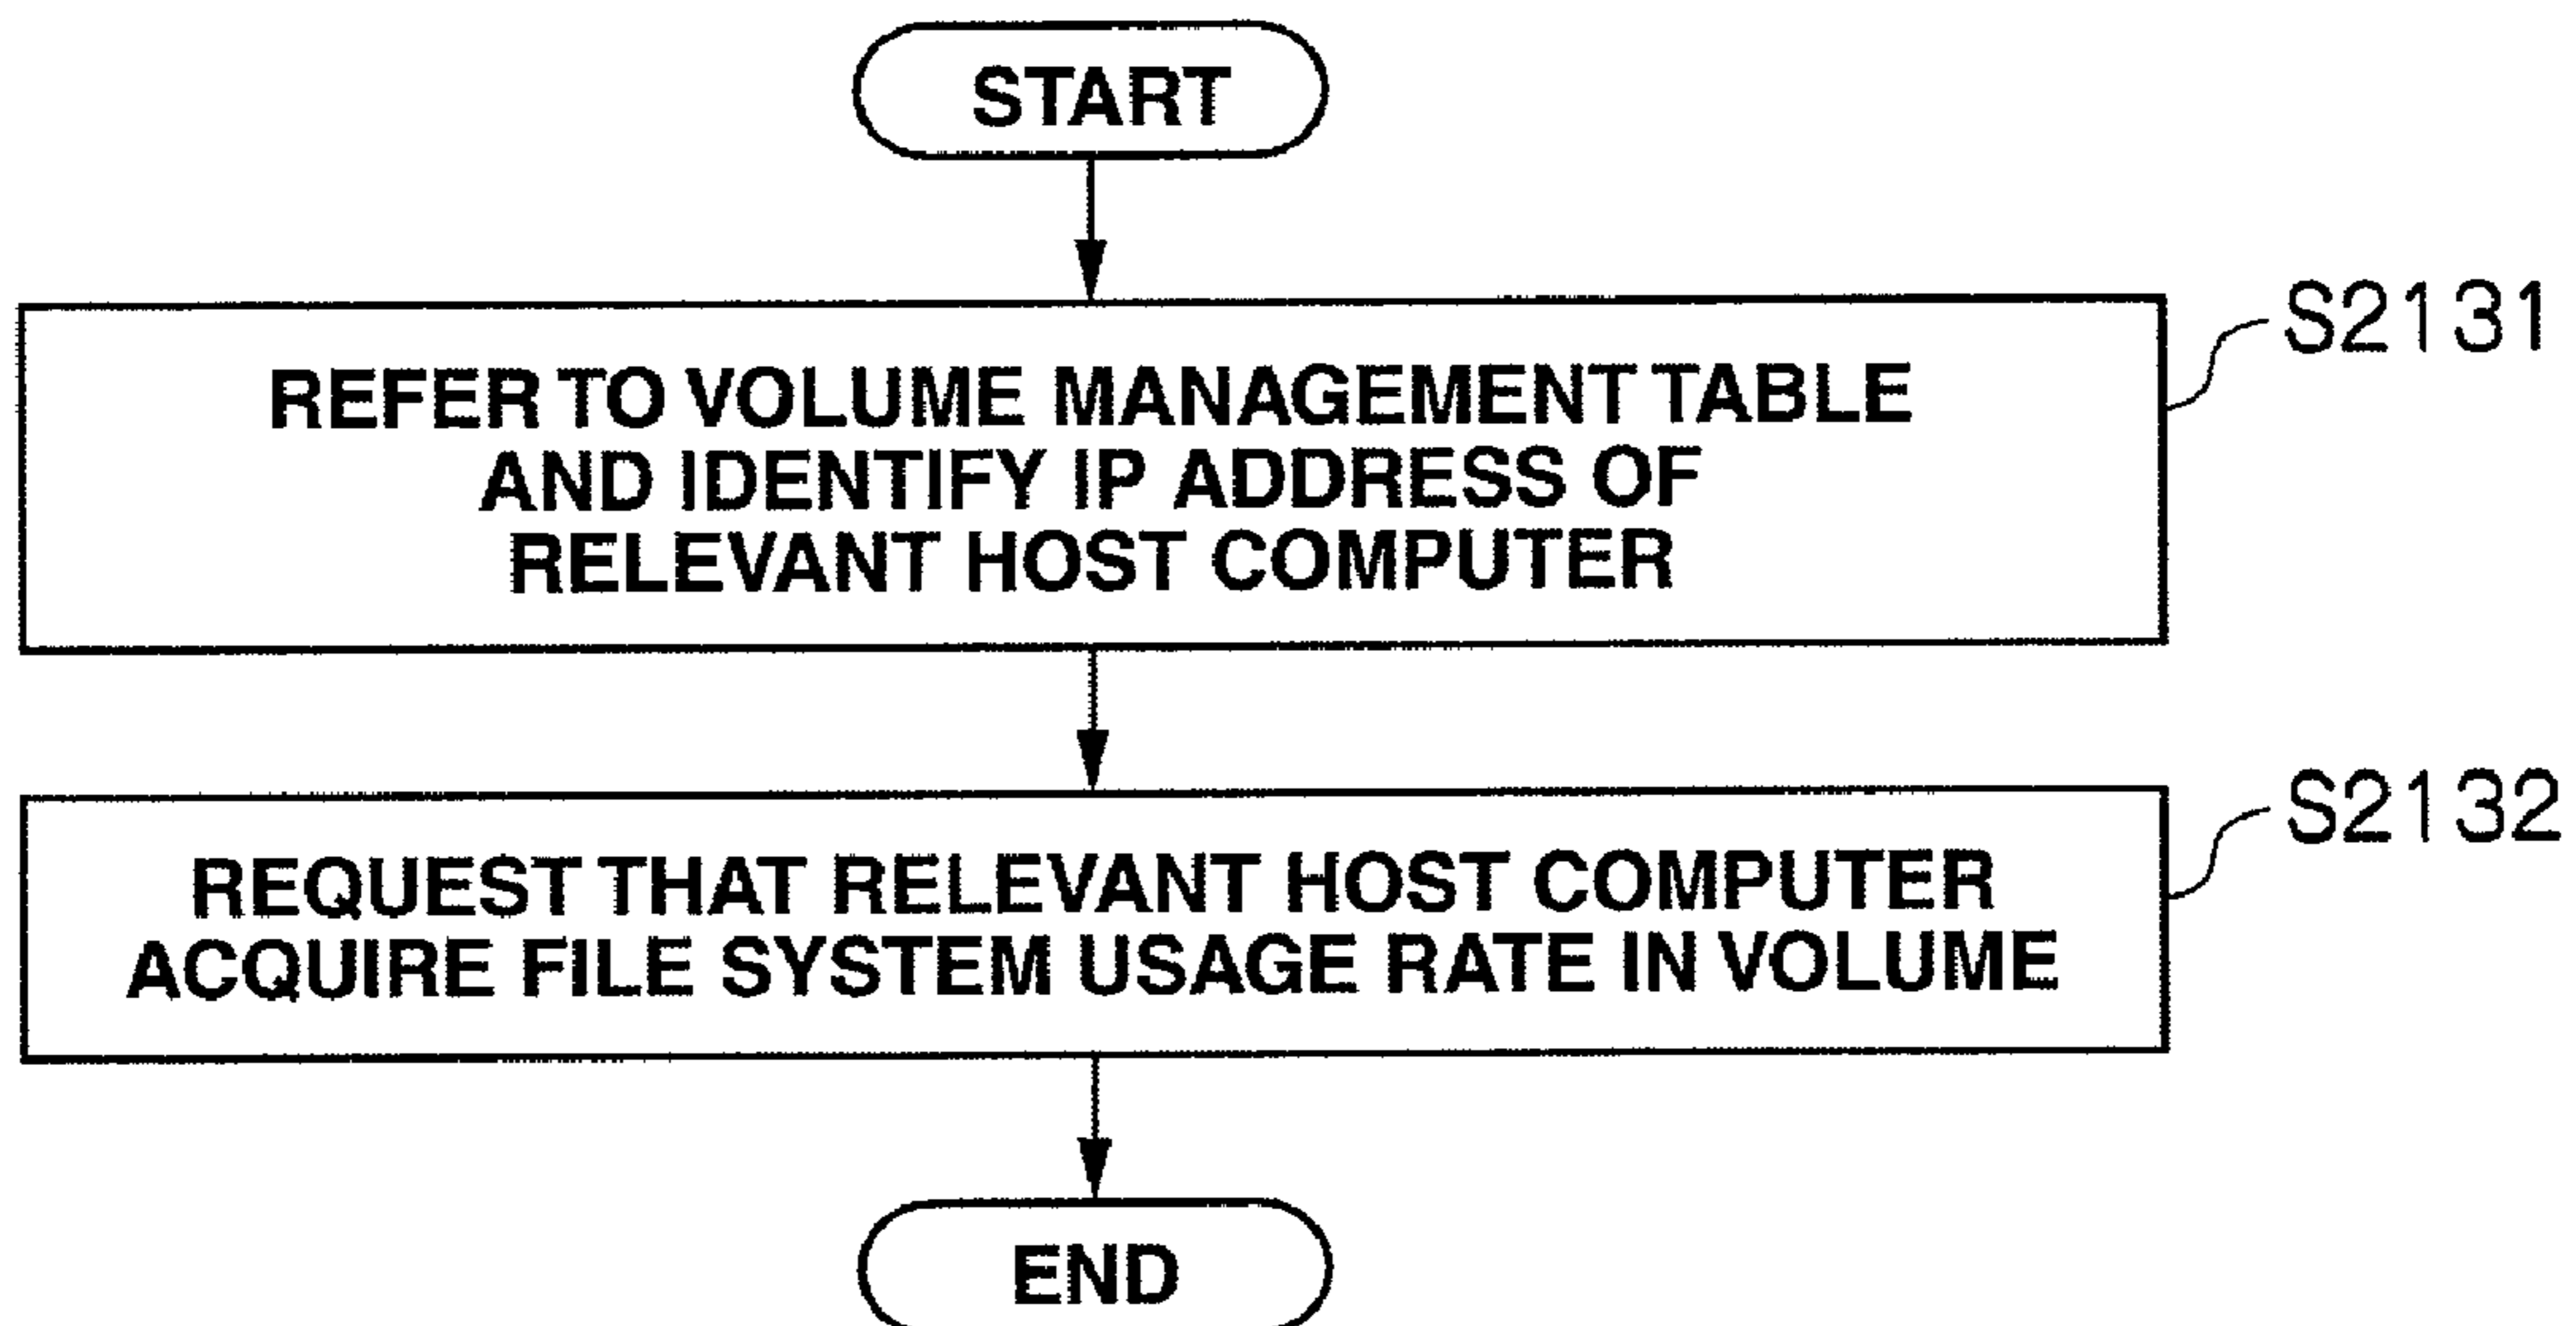 START
S2131
REFER TO VOLUME MANAGEMENT TABLE
AND IDENTIFY IP ADDRESS OF
RELEVANT HOST COMPUTER
S2132
REQUEST THAT RELEVANT HOST COMPUTER
ACQUIRE FILE SYSTEM USAGE RATE IN VOLUME
END